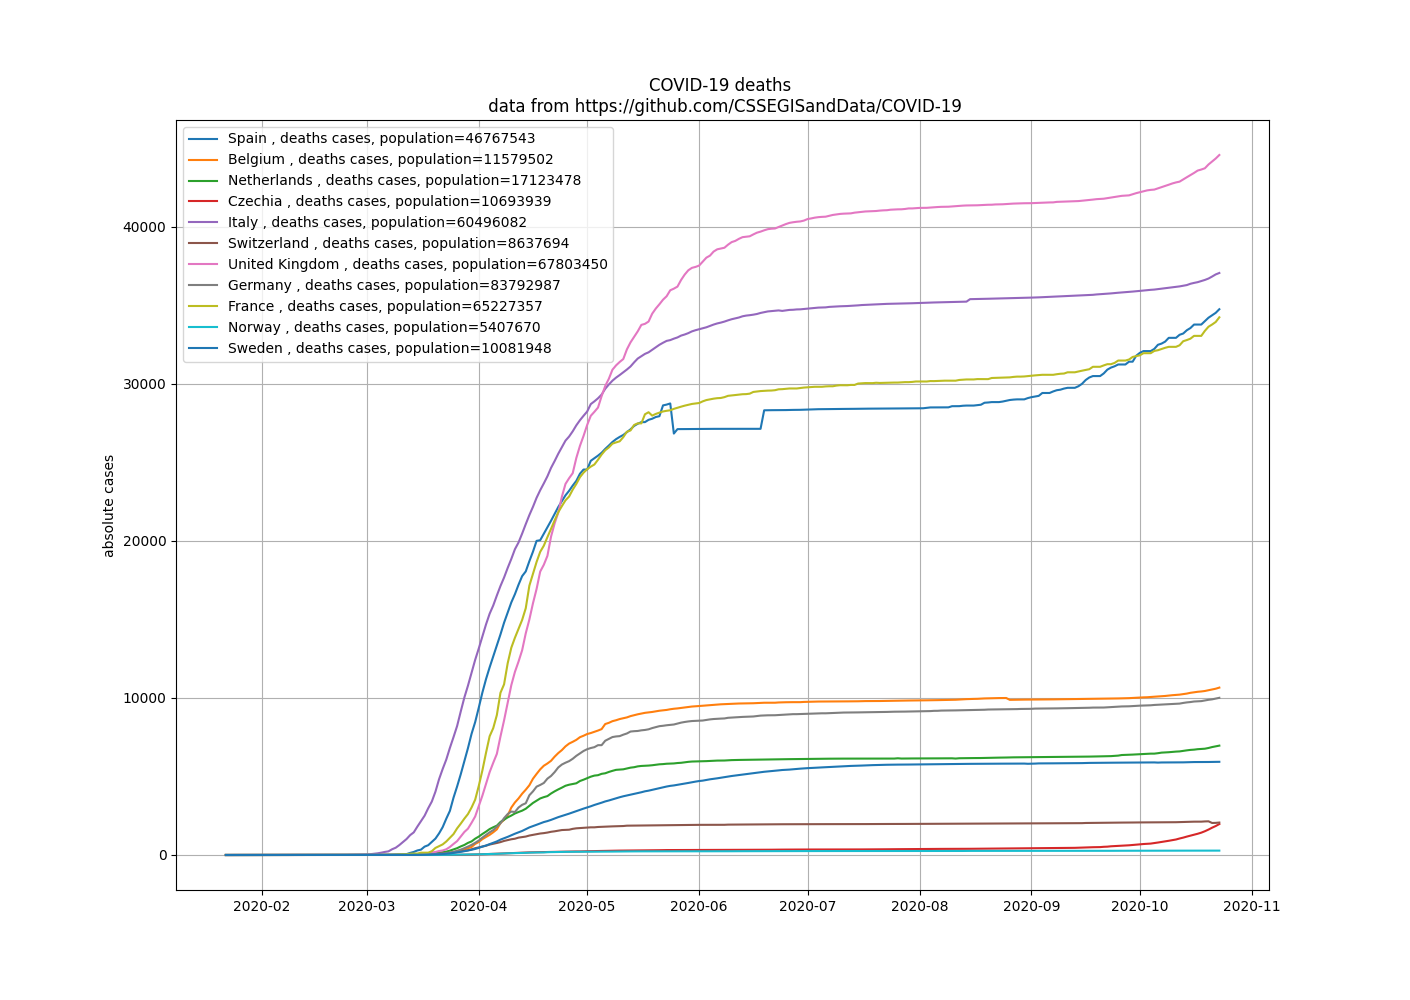 COVID-19 deaths
data from https://github.com/CSSEGISandData/COVID-19
Spain , deaths cases, population=46767543
Belgium , deaths cases, population=11579502
Netherlands , deaths cases, population=17123478
Czechia , deaths cases, population=10693939
Italy , deaths cases, population=60496082
Switzerland , deaths cases, population=8637694
United Kingdom , deaths cases, population=67803450
Germany , deaths cases, population=83792987
France , deaths cases, population=65227357
Norway , deaths cases, population=5407670
Sweden , deaths cases, population=10081948
absolute cases
40000
30000
20000
10000
0
2020-02 2020-03 2020-04 2020-05 2020-06 2020-07 2020-08 2020-09 2020-10 2020-11